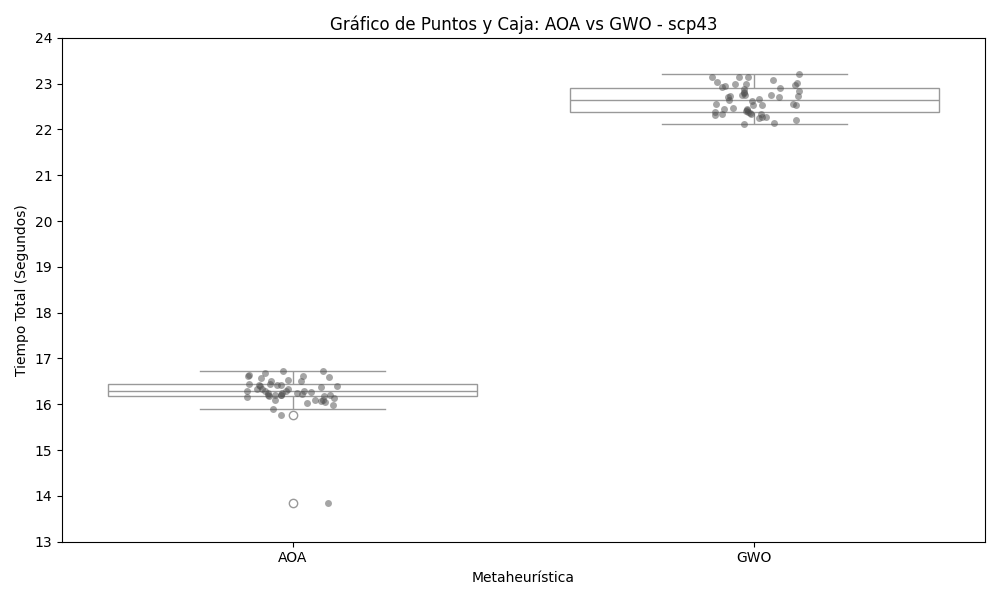 Gráfico de Puntos y Caja: AOA vs GWO - scp43
Tiempo Total (Segundos)
24
23
22
21
20
19
18
17
16
15
14
13
AOA
GWO
Metaheurística